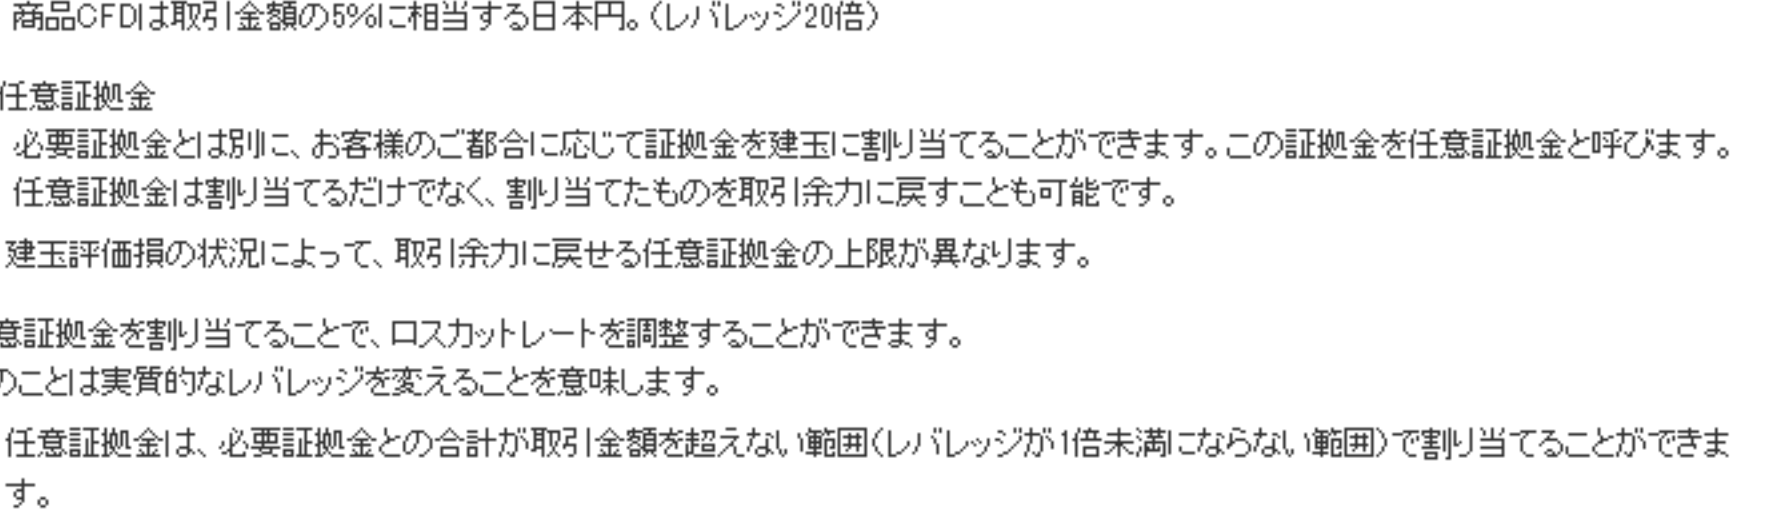 商品CFDは取引金額の5%に相当する日本円。（レバレッジ20倍）
任意証拠金
必要証拠金とは別に、お客様のご都合に応じて証拠金を建玉に割り当てることができます。この証拠金を任意証拠金と呼びます。
任意証拠金は割り当てるだけでなく、割り当てたものを取引余力に戻すことも可能です。
建玉評価損の状況によって、取引余力に戻せる任意証拠金の上限が異なります。
意証拠金を割り当てることで、ロスカットレートを調整することができます。
のことは実質的なレバレッジを変えることを意味します。
任意証拠金は、必要証拠金との合計が取引金額を超えない範囲（レバレッジが1倍未満にならない範囲）で割り当てることができま
す。